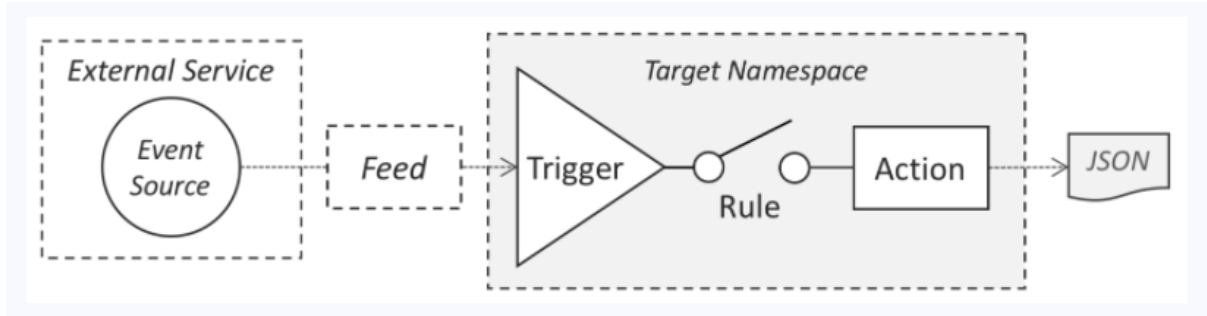 External Service
Event
Source
Feed
Target Namespace
Trigger
Rule
Action
JSON